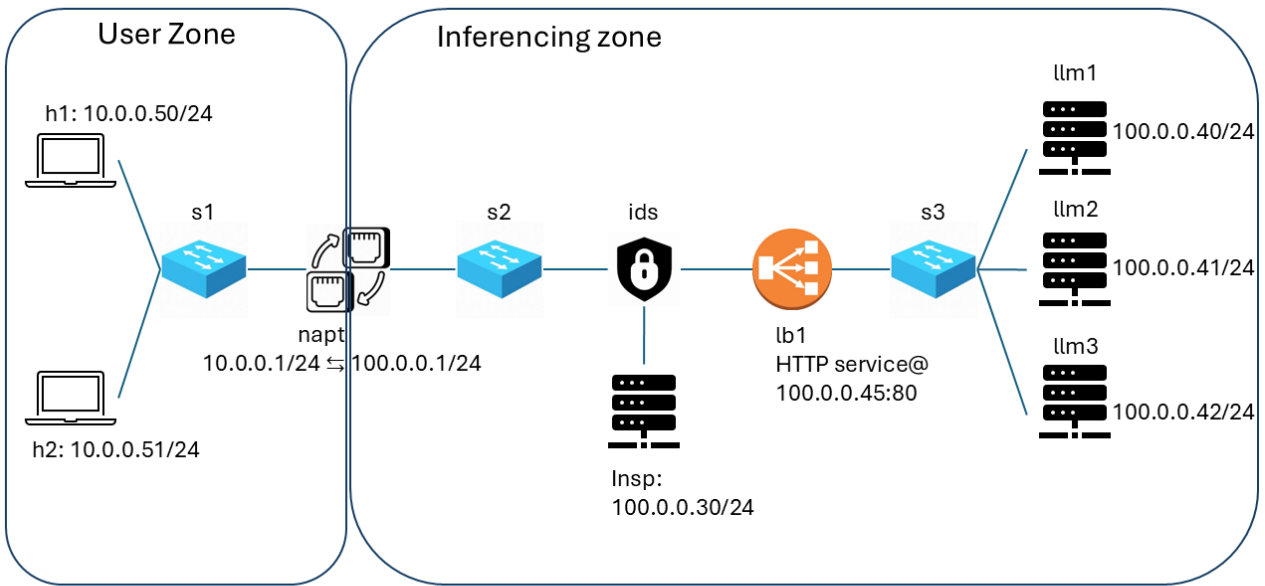 User Zone
Inferencing zone
h1: 10.0.0.50/24
s1
h2: 10.0.0.51/24
napt
10.0.0.1/24 ⇆ 100.0.0.1/24
s2
ids
Insp:
100.0.0.30/24
lb1
HTTP service@
100.0.0.45:80
s3
llm1
100.0.0.40/24
llm2
100.0.0.41/24
llm3
100.0.0.42/24